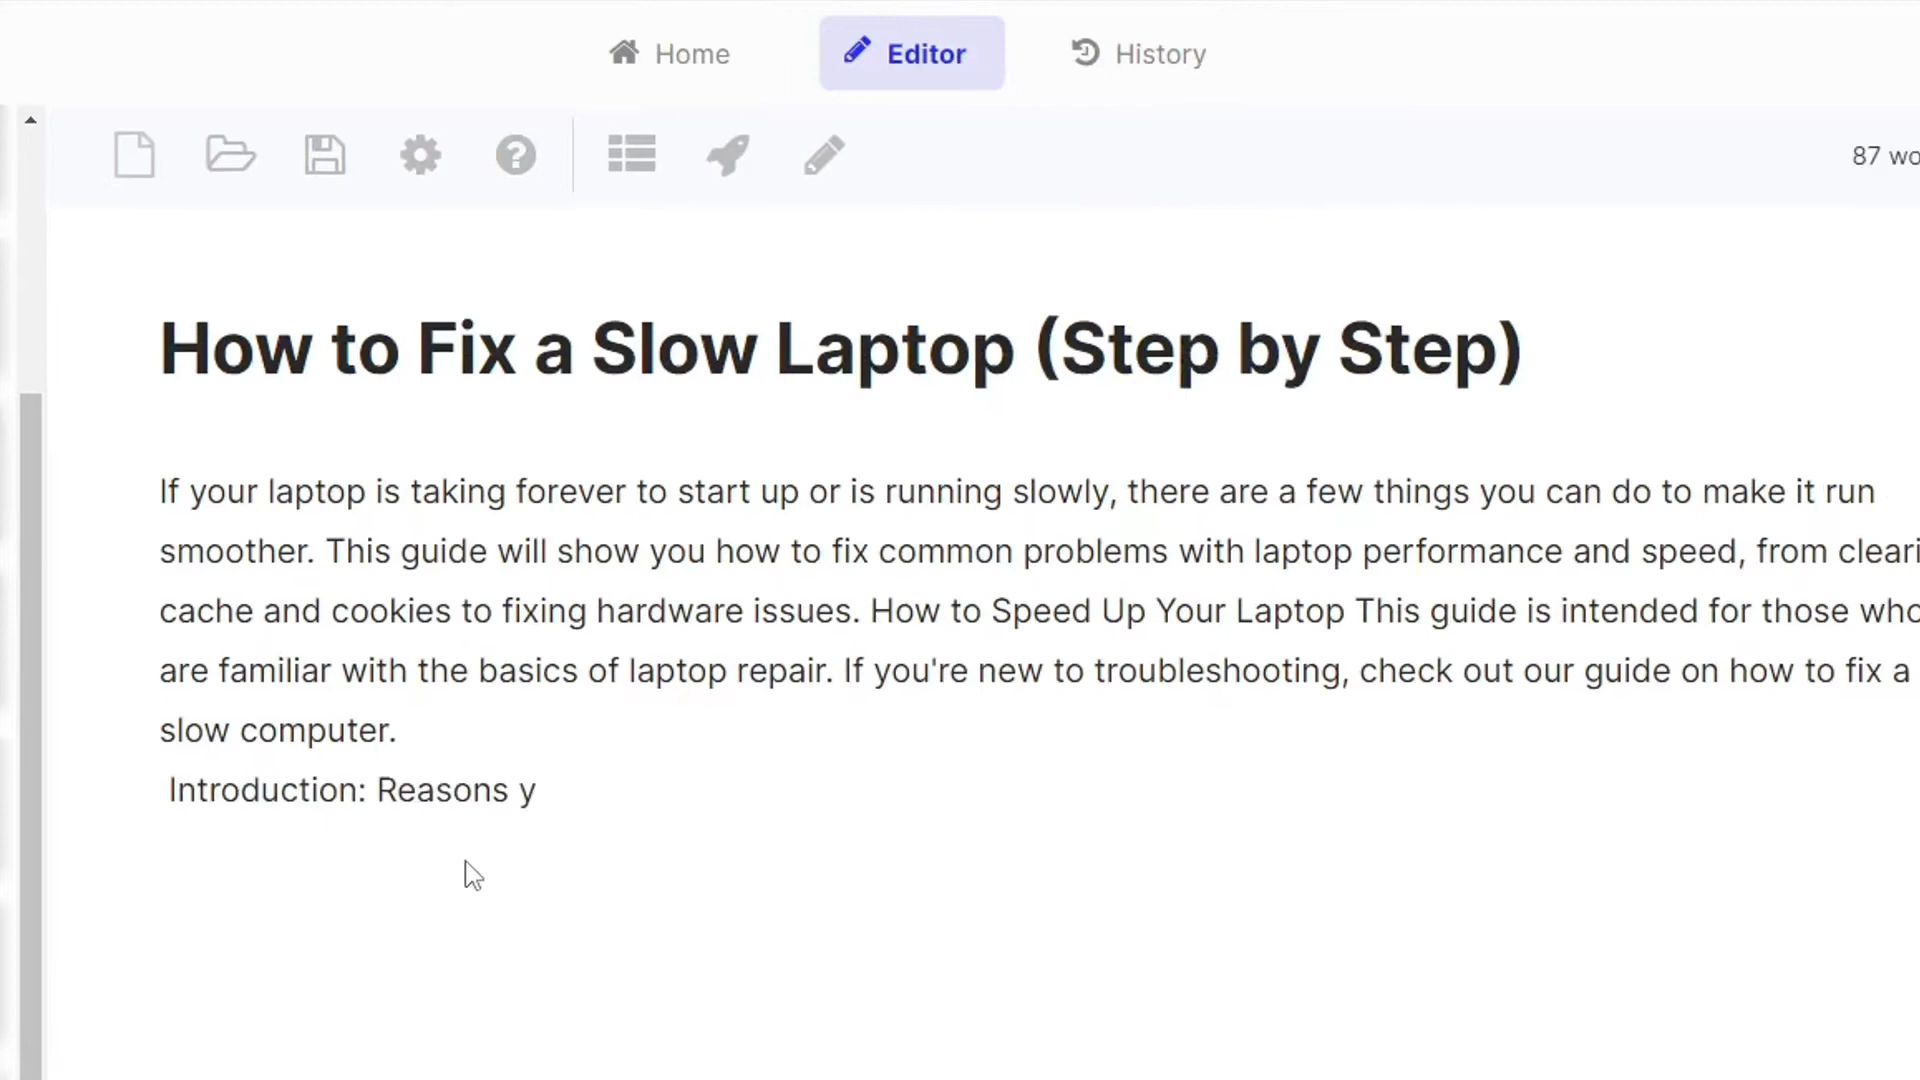 Home
Editor
History
87 wo
How to Fix a Slow Laptop (Step by Step)
If your laptop is taking forever to start up or is running slowly, there are a few things you can do to make it run
smoother. This guide will show you how to fix common problems with laptop performance and speed, from cleari
cache and cookies to fixing hardware issues. How to Speed Up Your Laptop This guide is intended for those who
are familiar with the basics of laptop repair. If you're new to troubleshooting, check out our guide on how to fix a
slow computer.
Introduction: Reasons y